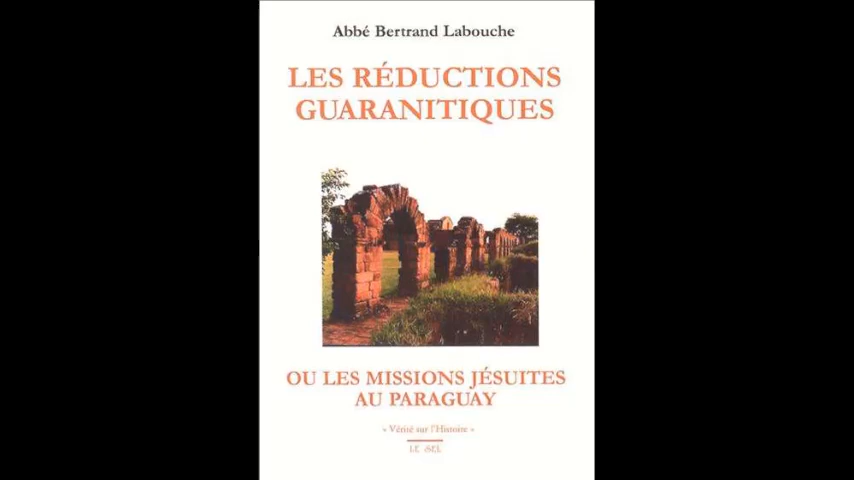 Abbé Bertrand Labouche
LES RÉDUCTIONS
GUARANITIQUES
OU LES MISSIONS JÉSUITES
AU PARAGUAY
« Vérité sur l'Histoire »
LE SEL